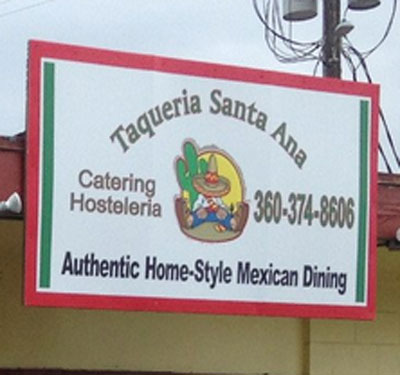 Taqueria Santa Ana
Catering
Hosteleria
360-374-8606
Authentic Home-Style Mexican Dining